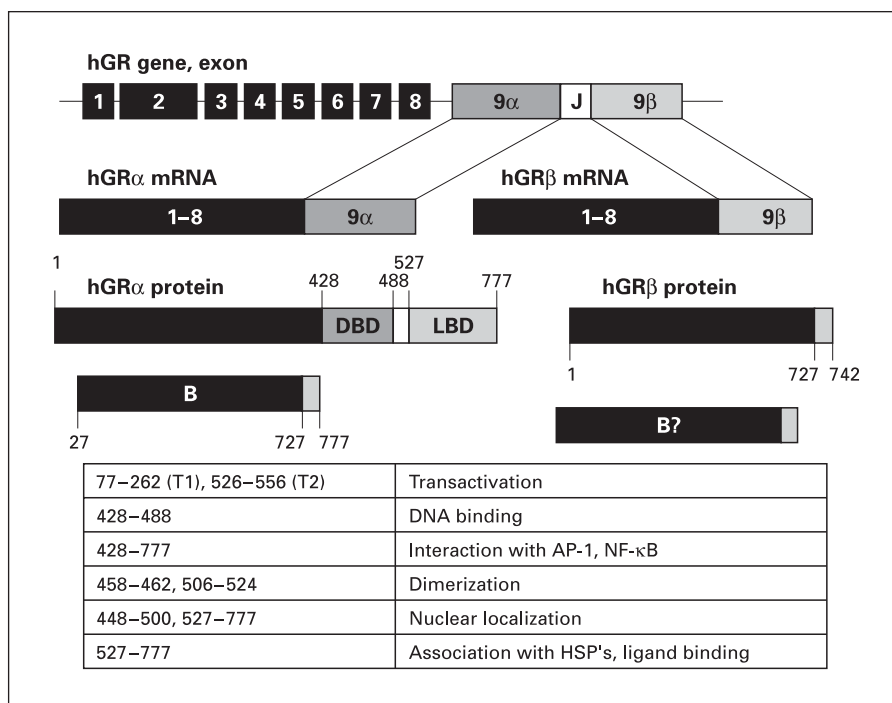 hGR gene, exon
1 2 3 4 5 6 7 8 9α J 9β
hGRα mRNA
hGRβ mRNA
1–8 9α
1–8 9β
1 428 488 527 777
hGRα protein
hGRβ protein
DBD LBD
1 727 742
B
27 727 777
B?
77–262 (T1), 526–556 (T2) Transactivation
428–488 DNA binding
428–777 Interaction with AP-1, NF-κB
458–462, 506–524 Dimerization
448–500, 527–777 Nuclear localization
527–777 Association with HSP's, ligand binding